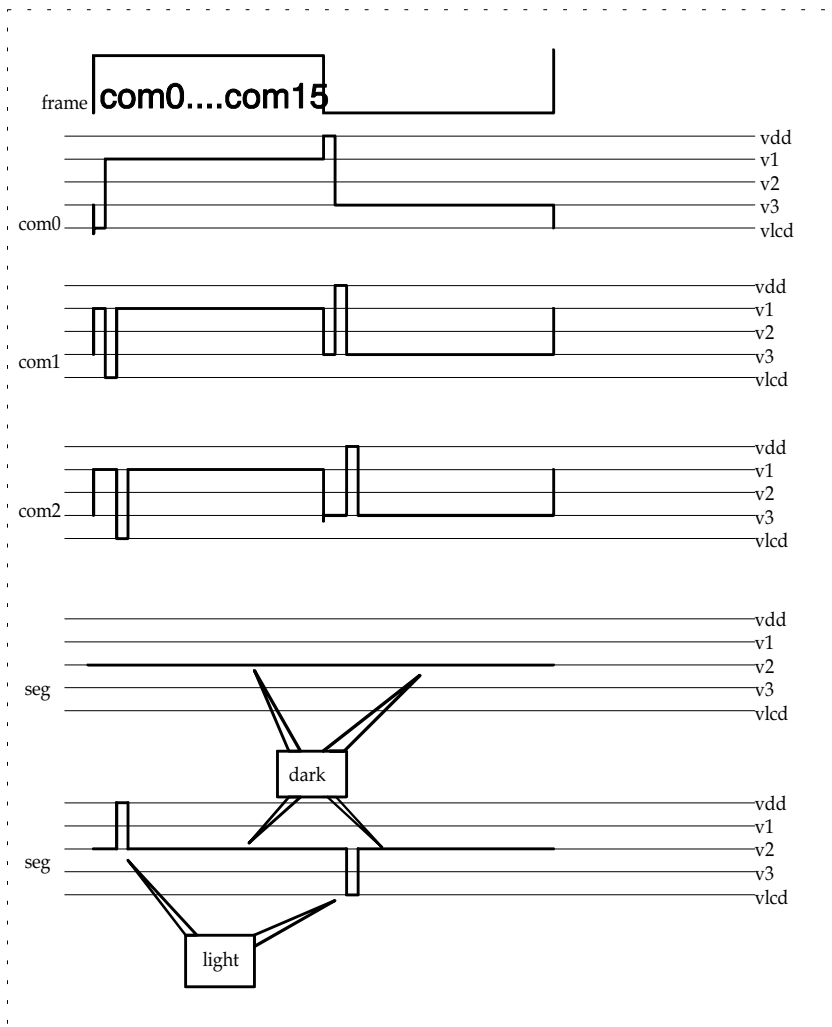 frame com0....com15
vdd
v1
v2
v3
com0
vlcd
vdd
v1
v2
v3
com1
vlcd
vdd
v1
v2
com2
v3
vlcd
vdd
v1
v2
seg
v3
vlcd
dark
vdd
v1
v2
seg
v3
vlcd
light